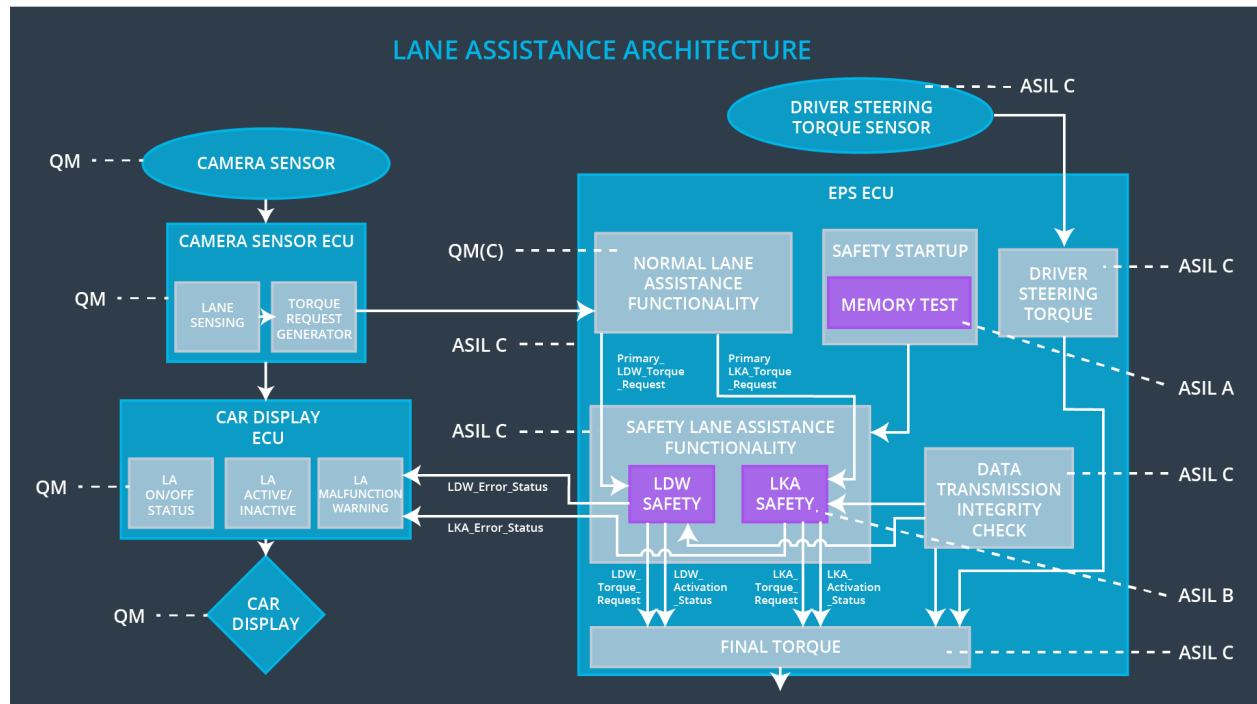 LANE ASSISTANCE ARCHITECTURE
ASIL C
DRIVER STEERING
TORQUE SENSOR
QM
CAMERA SENSOR
EPS ECU
CAMERA SENSOR ECU
QM(C)
NORMAL LANE
ASSISTANCE
FUNCTIONALITY
SAFETY STARTUP
MEMORY TEST
DRIVER
STEERING
TORQUE
ASIL C
QM
LANE
SENSING
TORQUE
REQUEST
GENERATOR
ASIL C
Primary_
LDW_Torque
_Request
Primary
LKA_Torque
_Request
ASIL A
CAR DISPLAY
ECU
ASIL C
SAFETY LANE ASSISTANCE
FUNCTIONALITY
QM
LA
ON/OFF
STATUS
LA
ACTIVE/
INACTIVE
LA
MALFUNCTION
WARNING
LDW_Error_Status
LKA_Error_Status
LDW
SAFETY
LKA
SAFETY
DATA
TRANSMISSION
INTEGRITY
CHECK
ASIL C
LDW_
Torque_
Request
LDW_
Activation
_Status
LKA_
Torque_
Request
LKA_
Activation
_Status
ASIL B
QM
CAR
DISPLAY
FINAL TORQUE
ASIL C